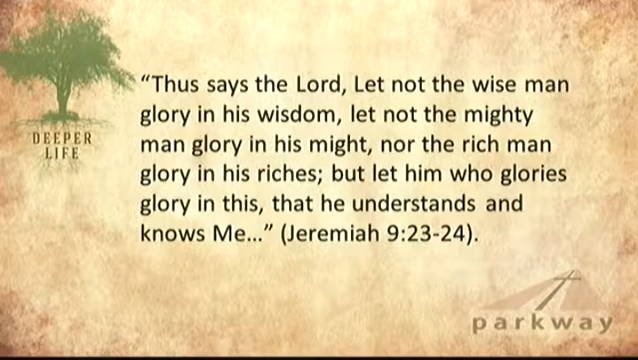 DEEPER
LIFE
“Thus says the Lord, Let not the wise man
glory in his wisdom, let not the mighty
man glory in his might, nor the rich man
glory in his riches; but let him who glories
glory in this, that he understands and
knows Me...” (Jeremiah 9:23-24).
parkway